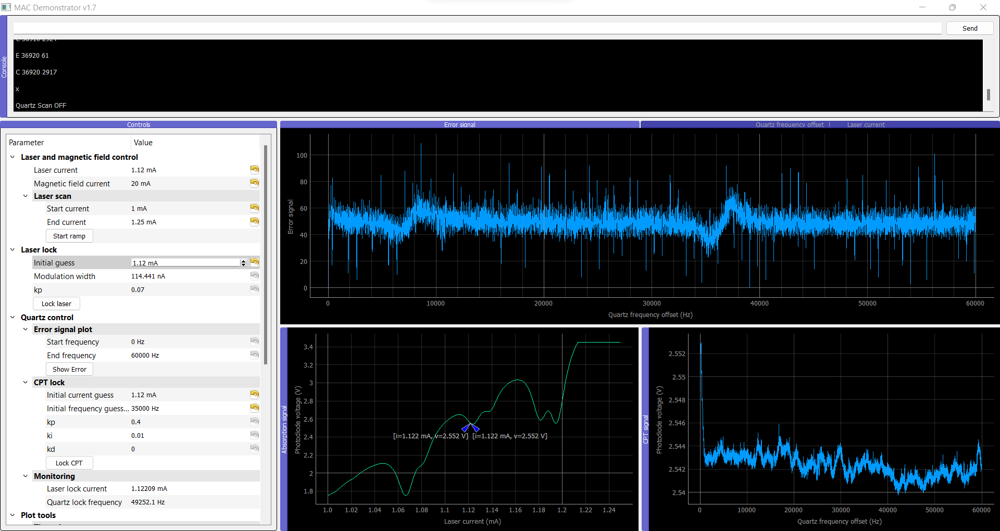 MAC Demonstrator v1.7
Send
Console
E 36920 61
C 36920 2917
x
Quartz Scan OFF
Controls
Parameter Value
Laser and magnetic field control
Laser current 1.12 mA
Magnetic field current 20 mA
Laser scan
Start current 1 mA
End current 1.25 mA
Start ramp
Laser lock
Initial guess 1.12 mA
Modulation width 114.441 nA
kp 0.07
Lock laser
Quartz control
Error signal plot
Start frequency 0 Hz
End frequency 60000 Hz
Show Error
CPT lock
Initial current guess 1.12 mA
Initial frequency guess... 35000 Hz
kp 0.4
ki 0.01
kd 0
Lock CPT
Monitoring
Laser lock current 1.12209 mA
Quartz lock frequency 49252.1 Hz
Plot tools
Error signal
Quartz frequency offset | Laser current
Error signal
100
80
60
40
20
0
0 10000 20000 30000 40000 50000 60000
Quartz frequency offset (Hz)
Absorption signal
Photodiode voltage (V)
3.4
3.2
3
2.8
2.6
2.4
2.2
2
1.8
[i=1.122 mA, v=2.552 V] [i=1.122 mA, v=2.552 V]
1.0 1.02 1.04 1.06 1.08 1.1 1.12 1.14 1.16 1.18 1.2 1.22 1.24
Laser current (mA)
CPT signal
Photodiode voltage (V)
2.552
2.55
2.548
2.546
2.544
2.542
2.54
0 10000 20000 30000 40000 50000 60000
Quartz frequency offset (Hz)